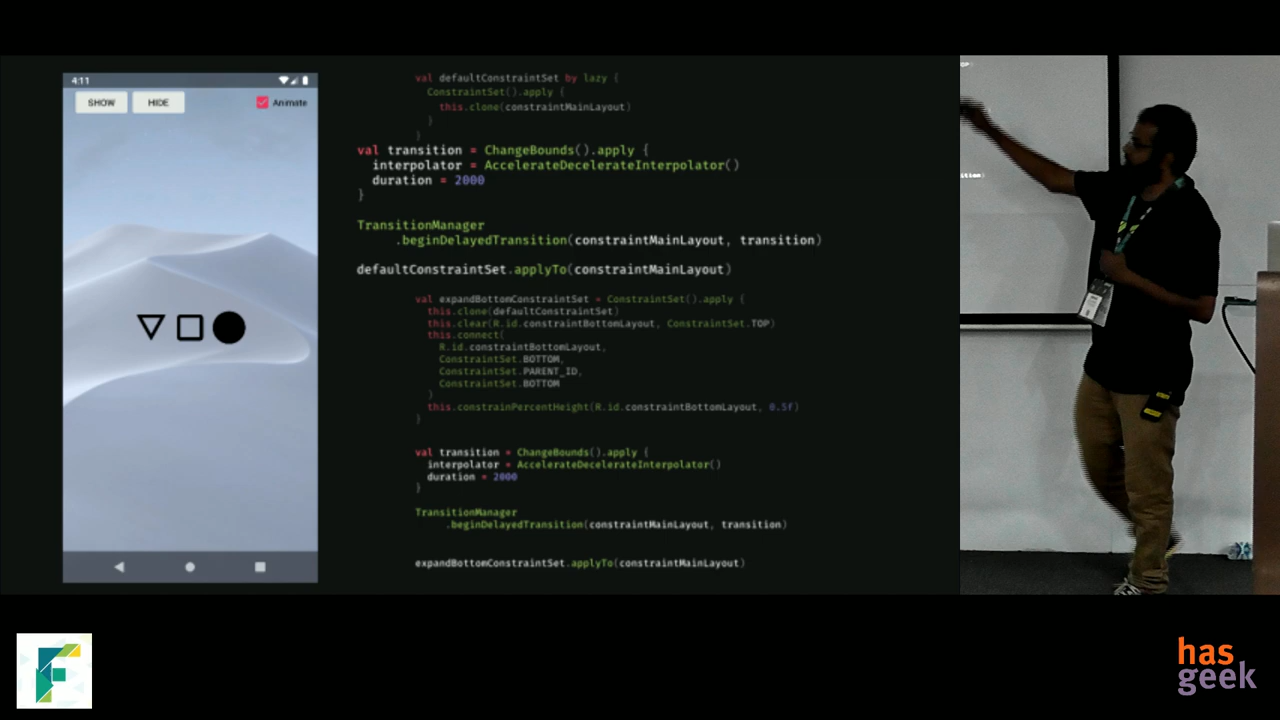 4:11
SHOW
HIDE
Animate
val defaultConstraintSet by lazy {
ConstraintSet().apply {
this.clone(constraintMainLayout)
}
}
val transition = ChangeBounds().apply {
interpolator = AccelerateDecelerateInterpolator()
duration = 2000
}
TransitionManager
.beginDelayedTransition(constraintMainLayout, transition)
defaultConstraintSet.applyTo(constraintMainLayout)
val expandBottomConstraintSet = ConstraintSet().apply {
this.clone(defaultConstraintSet)
this.clear(R.id.constraintBottomLayout, ConstraintSet.TOP)
this.connect(
R.id.constraintBottomLayout,
ConstraintSet.BOTTOM,
ConstraintSet.PARENT_ID,
ConstraintSet.BOTTOM
)
this.constrainPercentHeight(R.id.constraintBottomLayout, 0.5f)
}
val transition = ChangeBounds().apply {
interpolator = AccelerateDecelerateInterpolator()
duration = 2000
}
TransitionManager
.beginDelayedTransition(constraintMainLayout, transition)
expandBottomConstraintSet.applyTo(constraintMainLayout)
has
geek